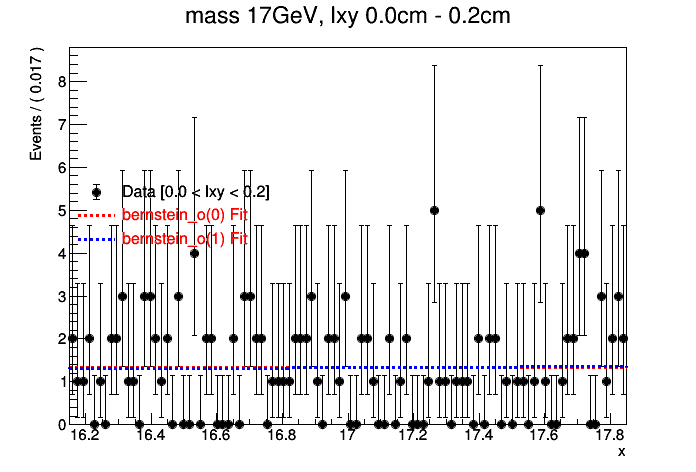 mass 17GeV, lxy 0.0cm - 0.2cm
Events / ( 0.017 )
8
7
6
5
4
3
2
1
0
Data [0.0 < lxy < 0.2]
bernstein_o(0) Fit
bernstein_o(1) Fit
16.2 16.4 16.6 16.8 17 17.2 17.4 17.6 17.8
x